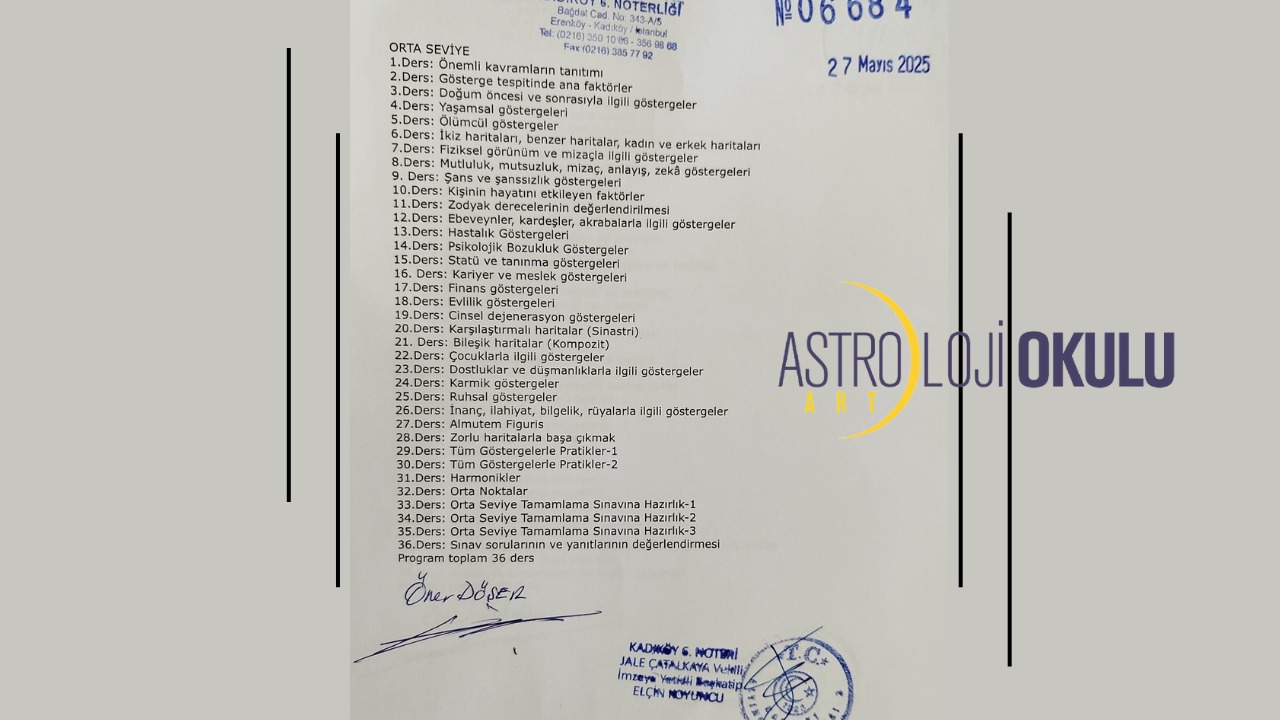 KADIKÖY 6. NOTERLİĞİ
Bağdat Cad. No: 343-A/5
Erenköy - Kadıköy / İstanbul
Tel: (0216) 350 10 86 - 356 98 68
Fax:(0216) 385 77 92
Nº 06684
27 Mayıs 2025
ORTA SEVİYE
1.Ders: Önemli kavramların tanıtımı
2.Ders: Gösterge tespitinde ana faktörler
3.Ders: Doğum öncesi ve sonrasıyla ilgili göstergeler
4.Ders: Yaşamsal göstergeleri
5.Ders: Ölümcül göstergeler
6.Ders: İkiz haritaları, benzer haritalar, kadın ve erkek haritaları
7.Ders: Fiziksel görünüm ve mizaçla ilgili göstergeler
8.Ders: Mutluluk, mutsuzluk, mizaç, anlayış, zekâ göstergeleri
9. Ders: Şans ve şanssızlık göstergeleri
10.Ders: Kişinin hayatını etkileyen faktörler
11.Ders: Zodyak derecelerinin değerlendirilmesi
12.Ders: Ebeveynler, kardeşler, akrabalarla ilgili göstergeler
13.Ders: Hastalık Göstergeleri
14.Ders: Psikolojik Bozukluk Göstergeler
15.Ders: Statü ve tanınma göstergeleri
16. Ders: Kariyer ve meslek göstergeleri
17.Ders: Finans göstergeleri
18.Ders: Evlilik göstergeleri
19.Ders: Cinsel dejenerasyon göstergeleri
20.Ders: Karşılaştırmalı haritalar (Sinastri)
21. Ders: Bileşik haritalar (Kompozit)
22.Ders: Çocuklarla ilgili göstergeler
23.Ders: Dostluklar ve düşmanlıklarla ilgili göstergeler
24.Ders: Karmik göstergeler
25.Ders: Ruhsal göstergeler
26.Ders: İnanç, ilahiyat, bilgelik, rüyalarla ilgili göstergeler
27.Ders: Almutem Figuris
28.Ders: Zorlu haritalarla başa çıkmak
29.Ders: Tüm Göstergelerle Pratikler-1
30.Ders: Tüm Göstergelerle Pratikler-2
31.Ders: Harmonikler
32.Ders: Orta Noktalar
33.Ders: Orta Seviye Tamamlama Sınavına Hazırlık-1
34.Ders: Orta Seviye Tamamlama Sınavına Hazırlık-2
35.Ders: Orta Seviye Tamamlama Sınavına Hazırlık-3
36.Ders: Sınav sorularının ve yanıtlarının değerlendirmesi
Program toplam 36 ders
Öner DÖŞER
KADIKÖY 6. NOTERİ
JALE ÇATALKAYA Vekili
İmzaya Yetkili Başkatip
ELÇİN KOYUNCU
T.C.
ASTROLOJİ OKULU
ART